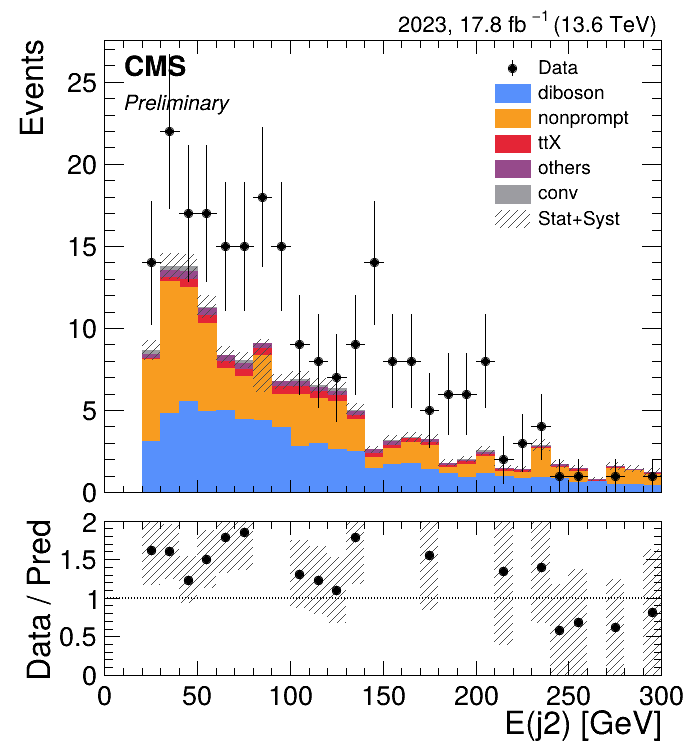 2023, 17.8 fb⁻¹ (13.6 TeV)
CMS
Preliminary
Data
diboson
nonprompt
ttX
others
conv
Stat+Syst
Events
25
20
15
10
5
0
Data / Pred
2
1.5
1
0.5
0
0 50 100 150 200 250 300
E(j2) [GeV]